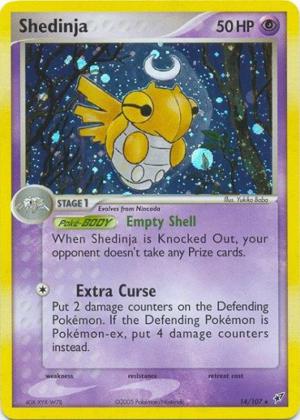 Shedinja 50 HP
Illus. Yukiko Baba
STAGE 1
Evolves from Nincada
Poké-BODY Empty Shell
When Shedinja is Knocked Out, your
opponent doesn't take any Prize cards.
Extra Curse
Put 2 damage counters on the Defending
Pokémon. If the Defending Pokémon is
Pokémon-ex, put 4 damage counters
instead.
weakness resistance retreat cost
©2005 Pokémon/Nintendo 14/107